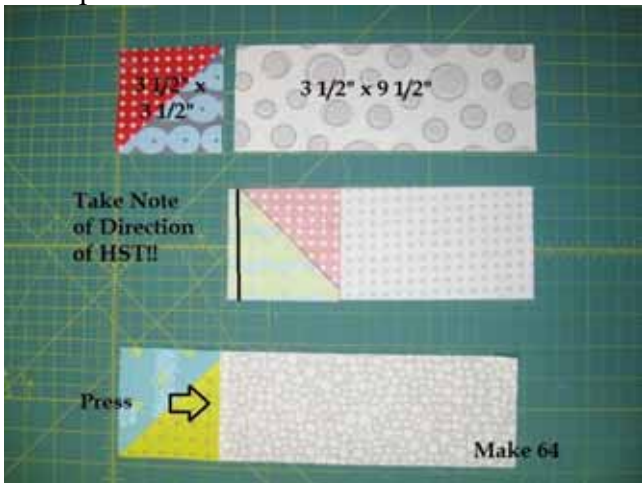 3 1/2" x
3 1/2"
3 1/2" x 9 1/2"
Take Note
of Direction
of HST!!
Press
Make 64